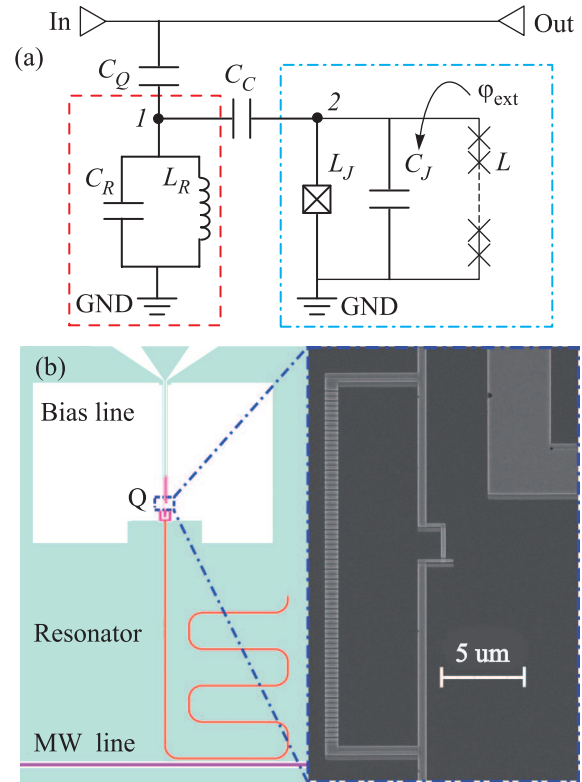 In
Out
(a)
C_Q
C_C
1
2
φ_ext
C_R
L_R
L_J
C_J
L
GND
GND
(b)
Bias line
Q
Resonator
5 um
MW line